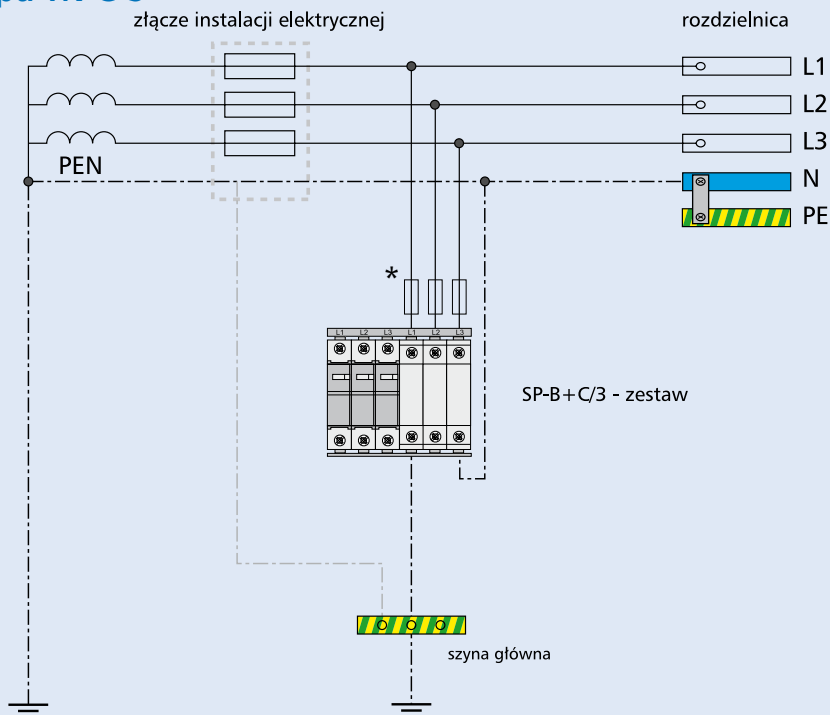 złącze instalacji elektrycznej
rozdzielnica
L1
L2
L3
PEN
N
PE
*
L1 L2 L3 L1 L2 L3
SP-B+C/3 - zestaw
szyna główna